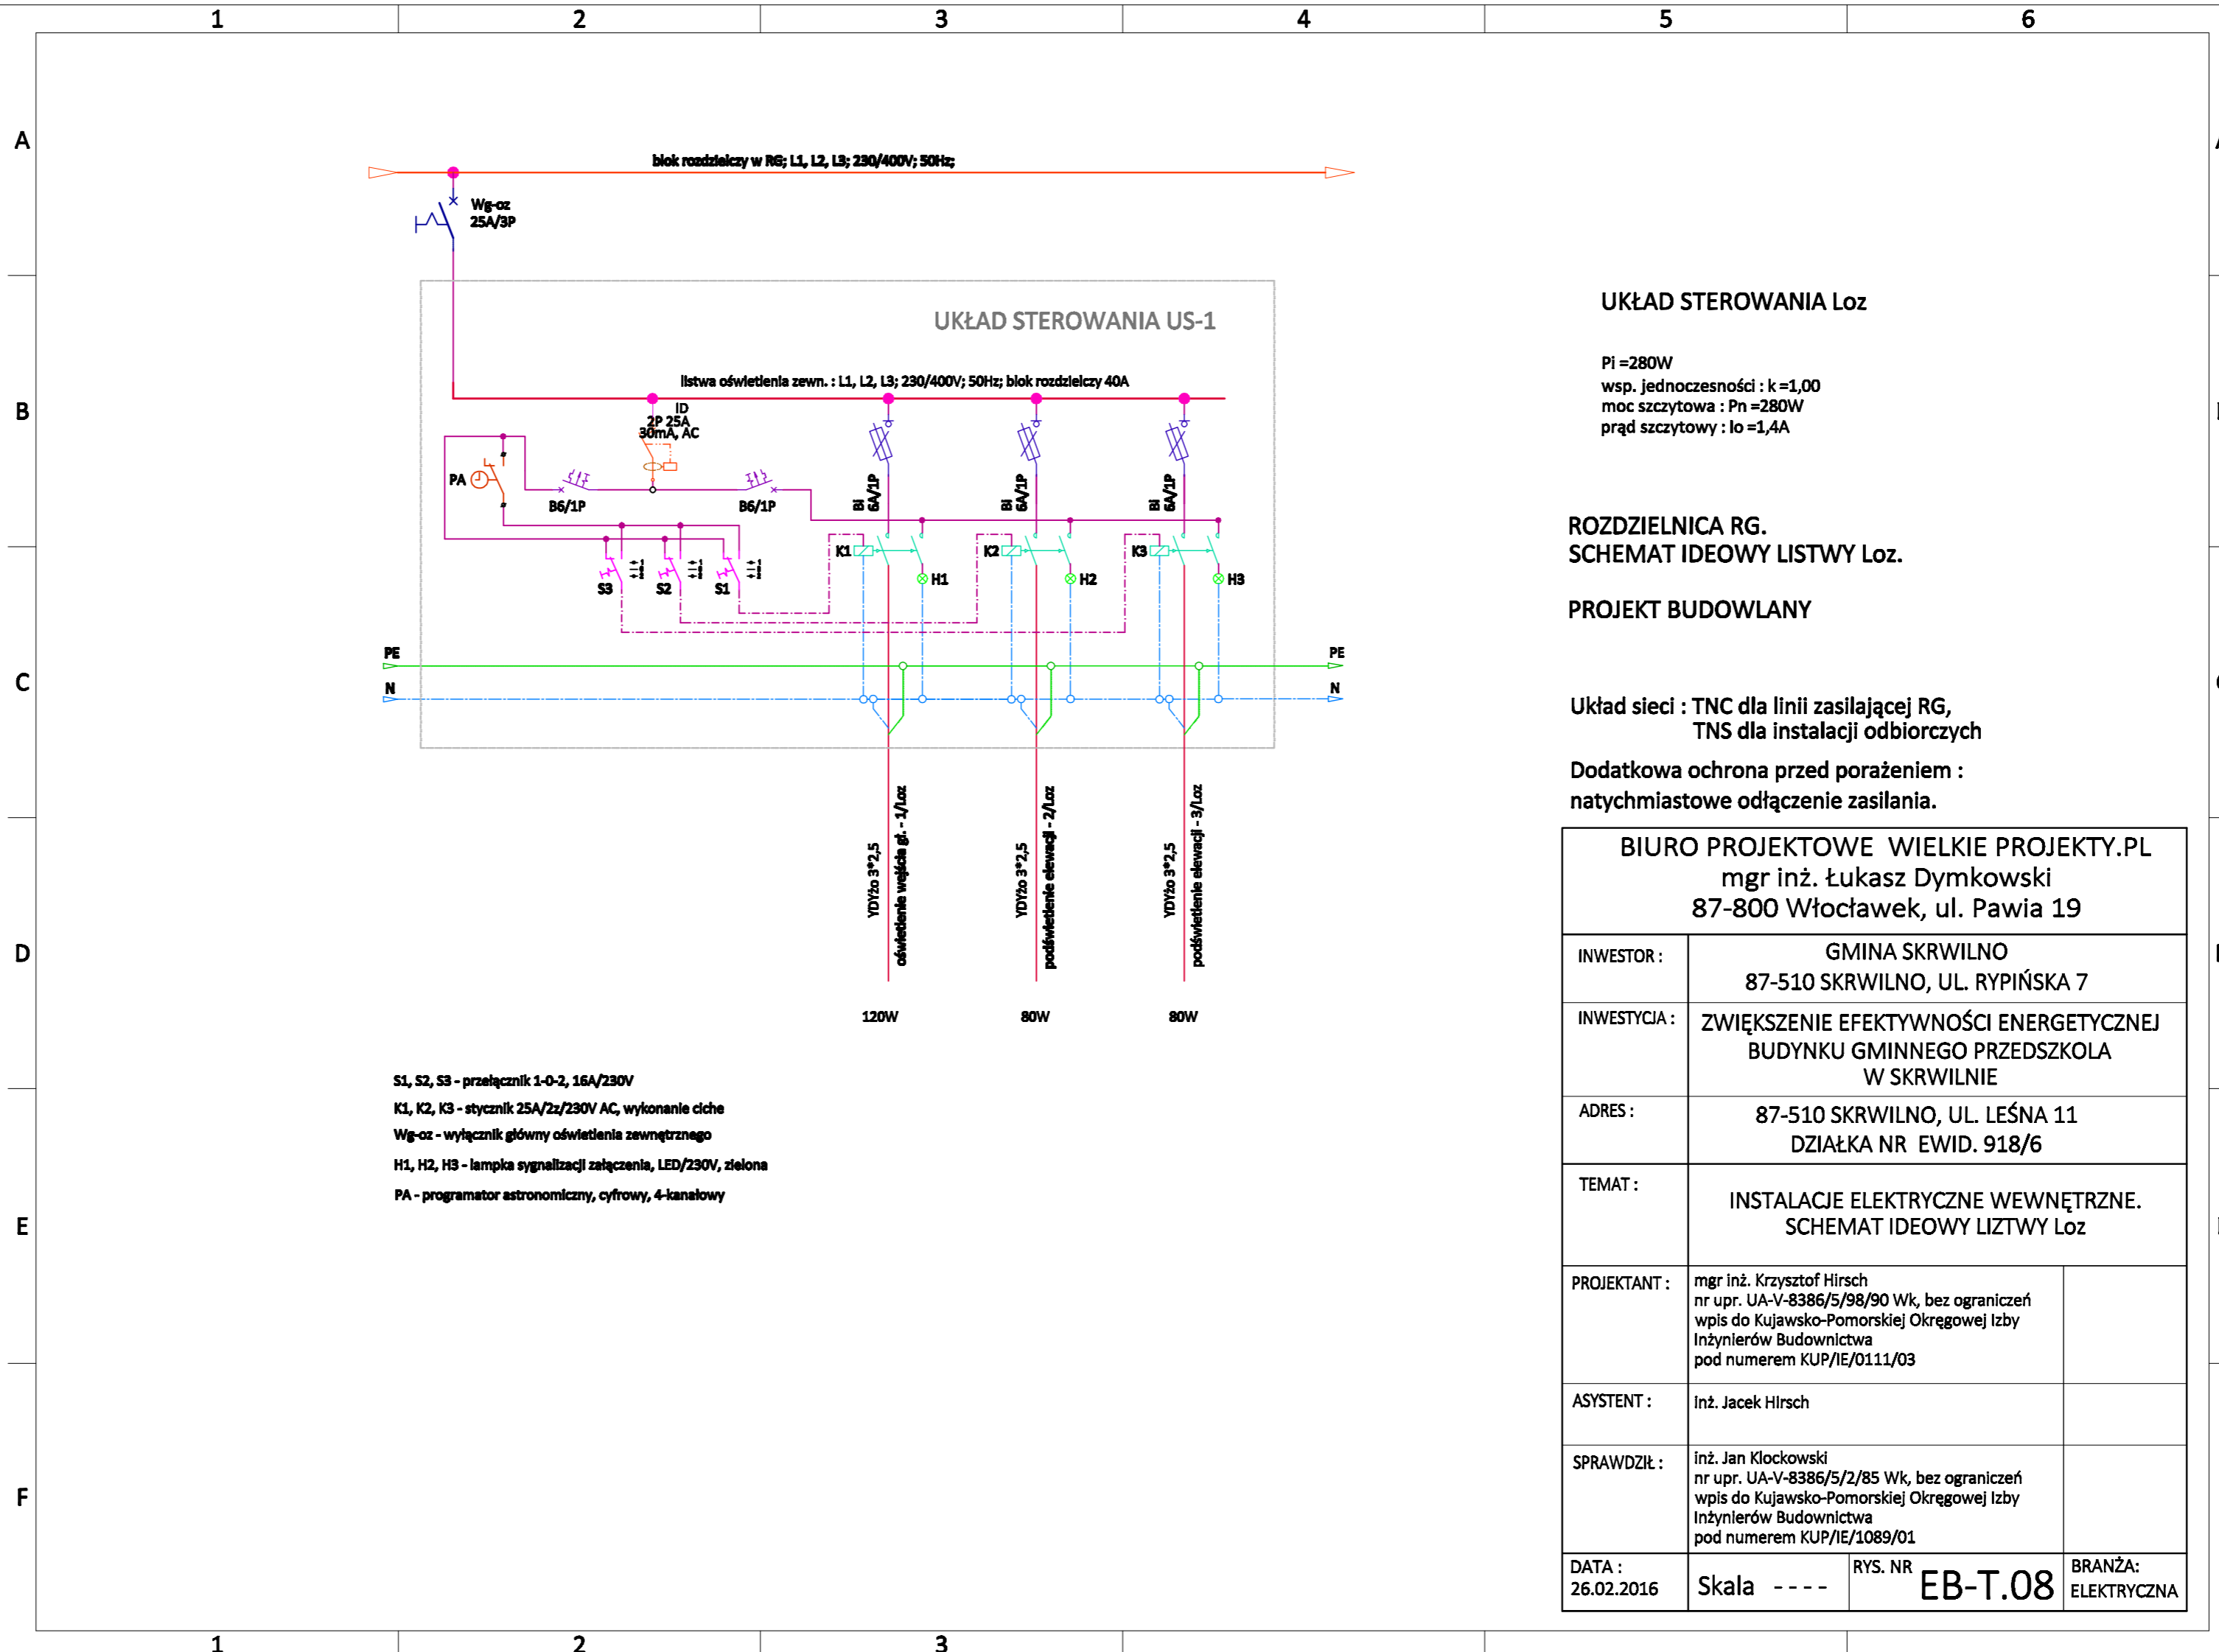 1 2 3 4 5 6
A
B
C
D
E
F
blok rozdzielczy w RG; L1, L2, L3; 230/400V; 50Hz;
Wg-oz
25A/3P
UKŁAD STEROWANIA US-1
listwa oświetlenia zewn. : L1, L2, L3; 230/400V; 50Hz; blok rozdzielczy 40A
ID
2P 25A
30mA, AC
PA
B6/1P
B6/1P
Bi
6A/1P
Bi
6A/1P
Bi
6A/1P
K1
K2
K3
H1
H2
H3
S3
S2
S1
PE
PE
N
N
YDYżo 3*2,5
oświetlenie wejścia gł. - 1/Loz
YDYżo 3*2,5
podświetlenie elewacji - 2/Loz
YDYżo 3*2,5
podświetlenie elewacji - 3/Loz
120W
80W
80W
S1, S2, S3 - przełącznik 1-0-2, 16A/230V
K1, K2, K3 - stycznik 25A/2z/230V AC, wykonanie ciche
Wg-oz - wyłącznik główny oświetlenia zewnętrznego
H1, H2, H3 - lampka sygnalizacji załączenia, LED/230V, zielona
PA - programator astronomiczny, cyfrowy, 4-kanałowy
UKŁAD STEROWANIA Loz
Pi =280W
wsp. jednoczesności : k =1,00
moc szczytowa : Pn =280W
prąd szczytowy : Io =1,4A
ROZDZIELNICA RG.
SCHEMAT IDEOWY LISTWY Loz.
PROJEKT BUDOWLANY
Układ sieci : TNC dla linii zasilającej RG,
TNS dla instalacji odbiorczych
Dodatkowa ochrona przed porażeniem :
natychmiastowe odłączenie zasilania.
BIURO PROJEKTOWE WIELKIE PROJEKTY.PL
mgr inż. Łukasz Dymkowski
87-800 Włocławek, ul. Pawia 19
INWESTOR :
GMINA SKRWILNO
87-510 SKRWILNO, UL. RYPIŃSKA 7
INWESTYCJA :
ZWIĘKSZENIE EFEKTYWNOŚCI ENERGETYCZNEJ
BUDYNKU GMINNEGO PRZEDSZKOLA
W SKRWILNIE
ADRES :
87-510 SKRWILNO, UL. LEŚNA 11
DZIAŁKA NR EWID. 918/6
TEMAT :
INSTALACJE ELEKTRYCZNE WEWNĘTRZNE.
SCHEMAT IDEOWY LIZTWY Loz
PROJEKTANT :
mgr inż. Krzysztof Hirsch
nr upr. UA-V-8386/5/98/90 Wk, bez ograniczeń
wpis do Kujawsko-Pomorskiej Okręgowej Izby
Inżynierów Budownictwa
pod numerem KUP/IE/0111/03
ASYSTENT :
inż. Jacek Hirsch
SPRAWDZIŁ :
inż. Jan Klockowski
nr upr. UA-V-8386/5/2/85 Wk, bez ograniczeń
wpis do Kujawsko-Pomorskiej Okręgowej Izby
Inżynierów Budownictwa
pod numerem KUP/IE/1089/01
DATA :
26.02.2016
Skala - - - -
RYS. NR EB-T.08
BRANŻA:
ELEKTRYCZNA
1 2 3